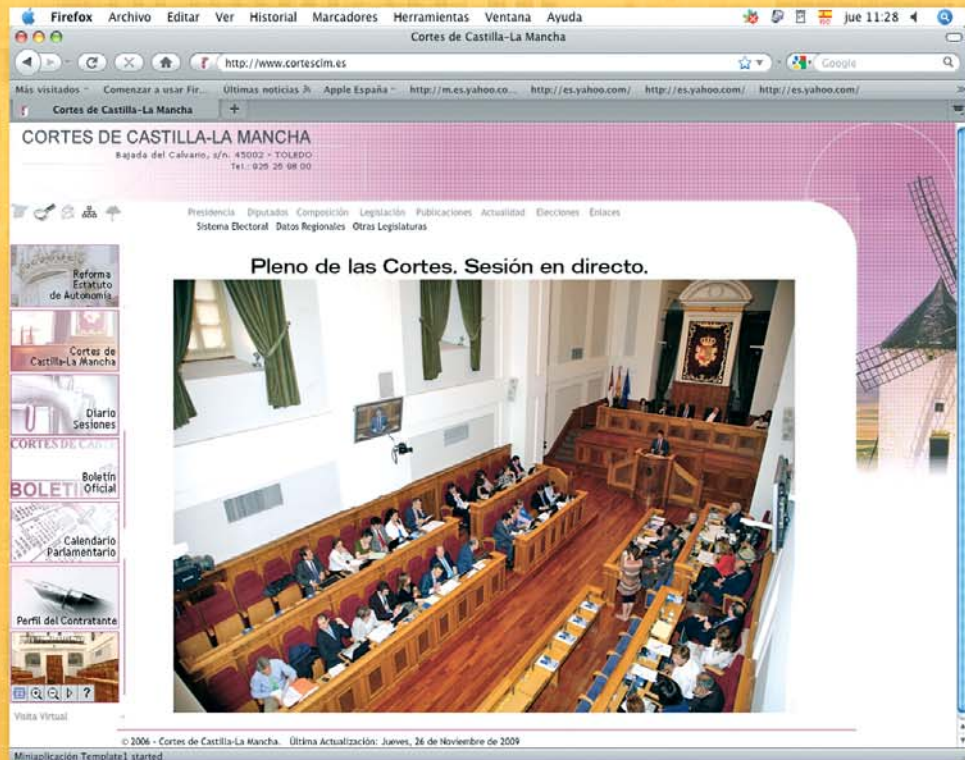 Firefox Archivo Editar Ver Historial Marcadores Herramientas Ventana Ayuda jue 11:28
Cortes de Castilla-La Mancha
http://www.cortesclm.es Google
Más visitados Comenzar a usar Fir... Últimas noticias Apple España http://m.es.yahoo.co... http://es.yahoo.com/ http://es.yahoo.com/ http://es.yahoo.com/
Cortes de Castilla-La Mancha
CORTES DE CASTILLA-LA MANCHA
Bajada del Calvario, s/n. 45002 - TOLEDO
Tel.: 925 25 98 00
Presidencia Diputados Composición Legislación Publicaciones Actualidad Elecciones Enlaces
Sistema Electoral Datos Regionales Otras Legislaturas
Pleno de las Cortes. Sesión en directo.
Reforma
Estatuto
de Autonomía
Cortes de
Castilla-La Mancha
Diario
Sesiones
CORTES DE CAST
Boletín
BOLETI Oficial
Calendario
Parlamentario
Perfil del Contratante
?
Visita Virtual
© 2006 - Cortes de Castilla-La Mancha. Última Actualización: Jueves, 26 de Noviembre de 2009
Miniaplicación Template1 started